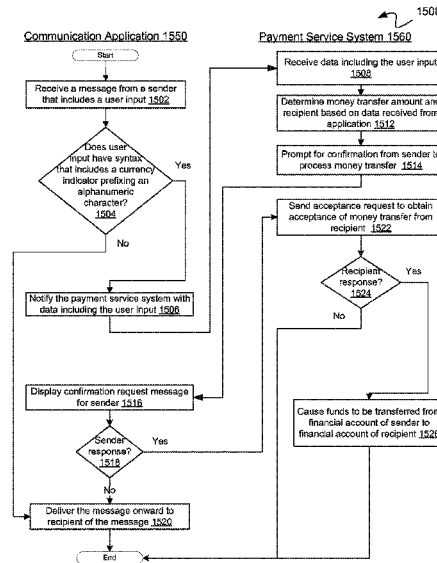 1508
Communication Application 1550
Payment Service System 1560
Start
Receive a message from a sender
that includes a user input 1502
Does user
input have syntax
that includes a currency
indicator prefixing an
alphanumeric
character?
1504
Yes
No
Notify the payment service system with
data including the user input 1506
Receive data including the user input
1508
Determine money transfer amount and
recipient based on data received from
application 1512
Prompt for confirmation from sender to
process money transfer 1514
Display confirmation request message
for sender 1516
Sender
response?
1518
Yes
No
Send acceptance request to obtain
acceptance of money transfer from
recipient 1522
Recipient
response?
1524
Yes
No
Cause funds to be transferred from
financial account of sender to
financial account of recipient 1526
Deliver the message onward to
recipient of the message 1520
End